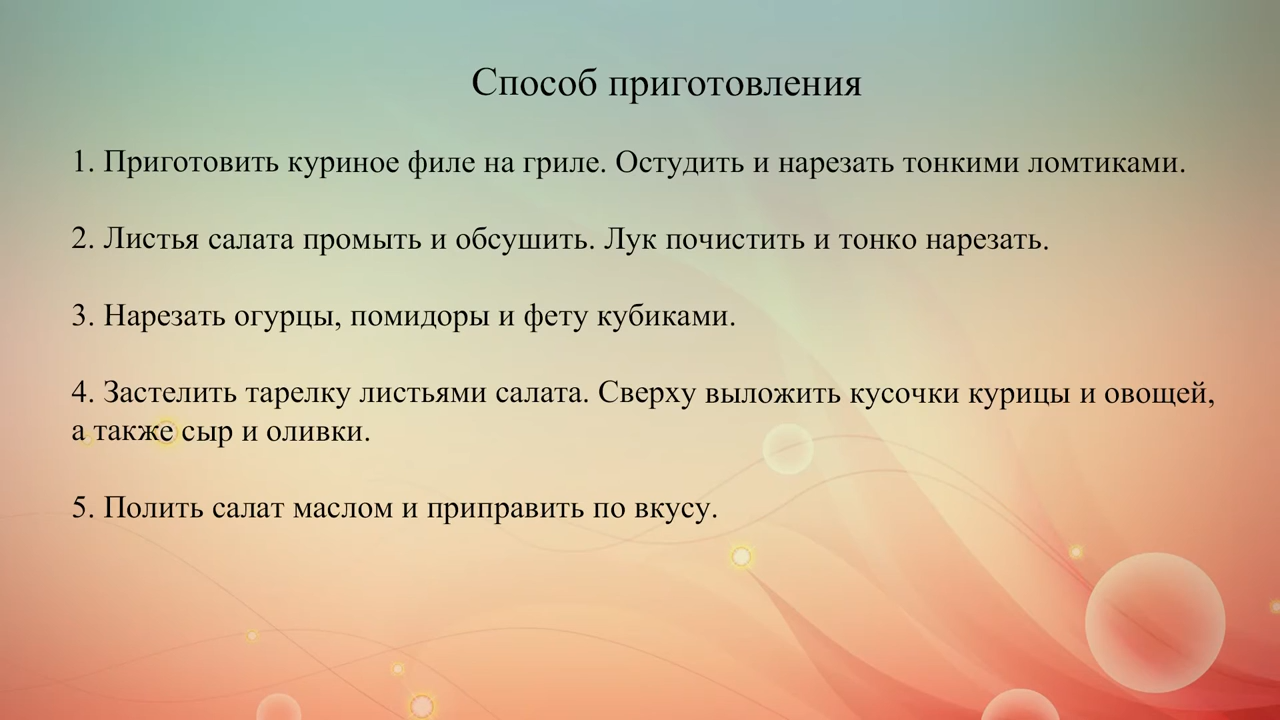 Способ приготовления
1. Приготовить куриное филе на гриле. Остудить и нарезать тонкими ломтиками.
2. Листья салата промыть и обсушить. Лук почистить и тонко нарезать.
3. Нарезать огурцы, помидоры и фету кубиками.
4. Застелить тарелку листьями салата. Сверху выложить кусочки курицы и овощей,
а также сыр и оливки.
5. Полить салат маслом и приправить по вкусу.